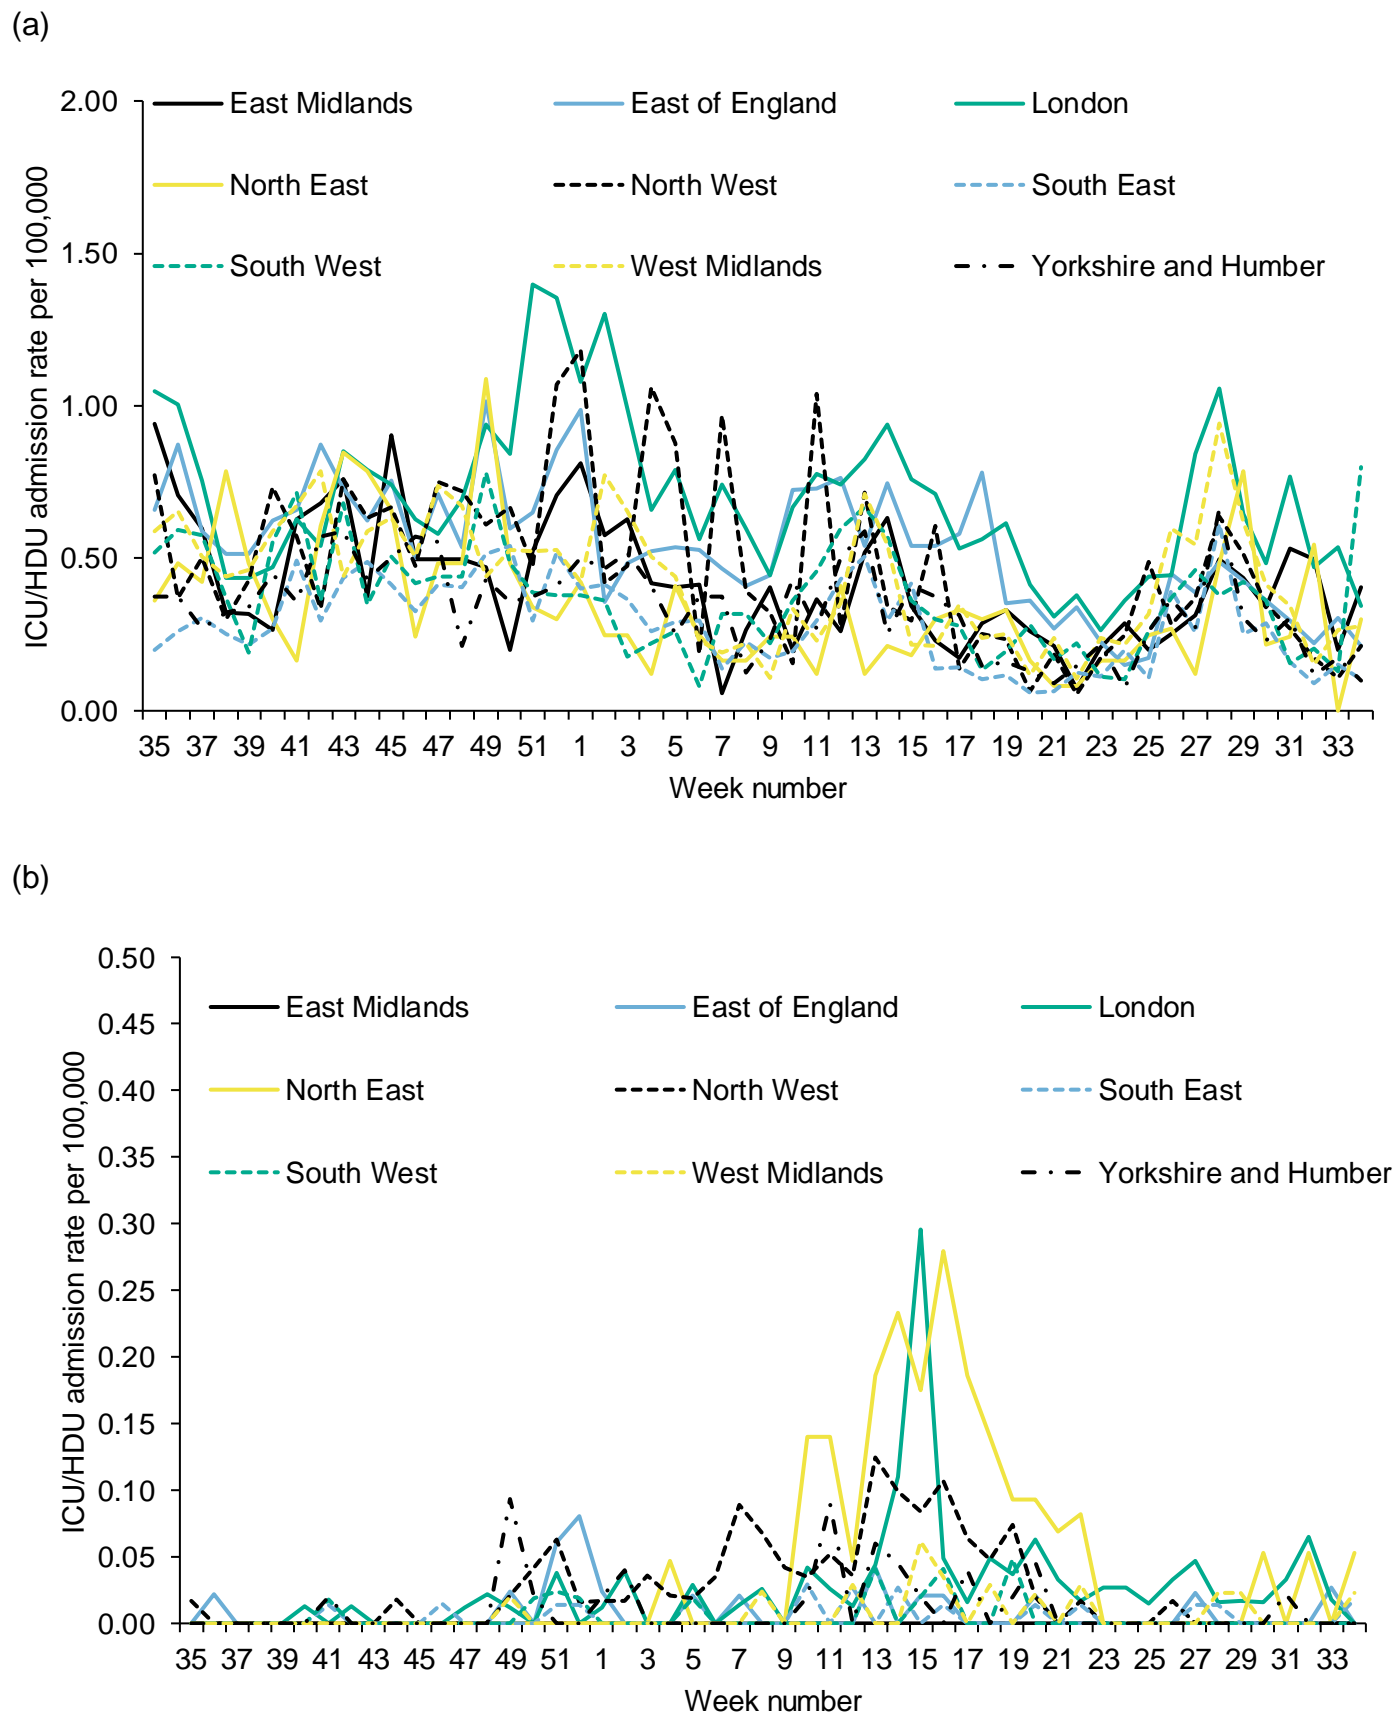 (a)
2.00
1.50
1.00
0.50
0.00
ICU/HDU admission rate per 100,000
East Midlands East of England London
North East North West South East
South West West Midlands Yorkshire and Humber
35 37 39 41 43 45 47 49 51 1 3 5 7 9 11 13 15 17 19 21 23 25 27 29 31 33
Week number
(b)
0.50
0.45
0.40
0.35
0.30
0.25
0.20
0.15
0.10
0.05
0.00
ICU/HDU admission rate per 100,000
East Midlands East of England London
North East North West South East
South West West Midlands Yorkshire and Humber
35 37 39 41 43 45 47 49 51 1 3 5 7 9 11 13 15 17 19 21 23 25 27 29 31 33
Week number